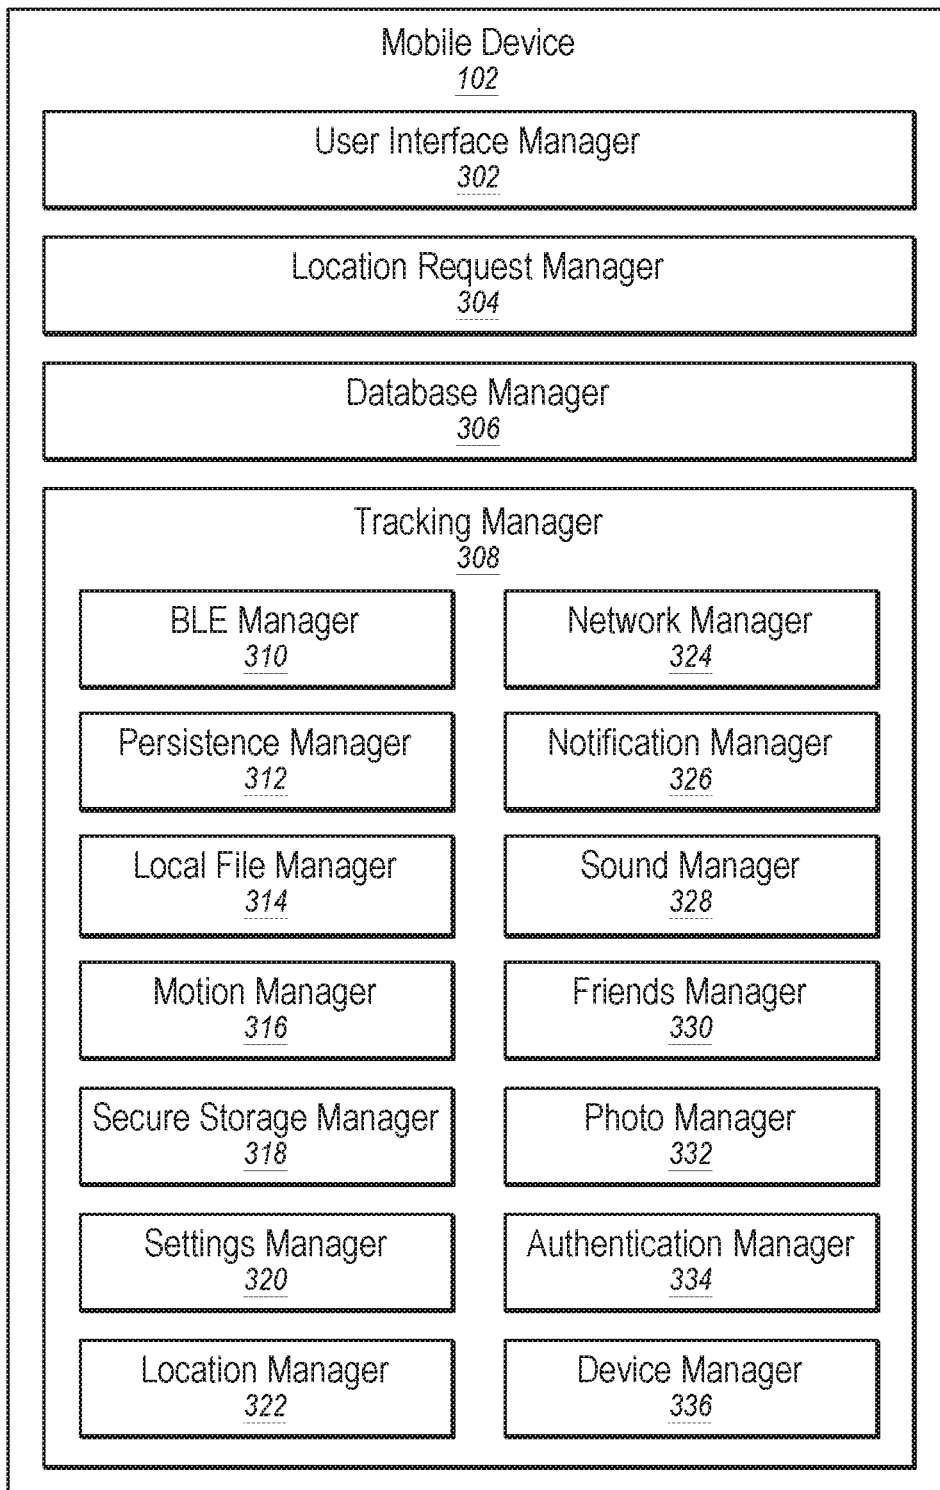 Mobile Device
102
User Interface Manager
302
Location Request Manager
304
Database Manager
306
Tracking Manager
308
BLE Manager
310
Network Manager
324
Persistence Manager
312
Notification Manager
326
Local File Manager
314
Sound Manager
328
Motion Manager
316
Friends Manager
330
Secure Storage Manager
318
Photo Manager
332
Settings Manager
320
Authentication Manager
334
Location Manager
322
Device Manager
336